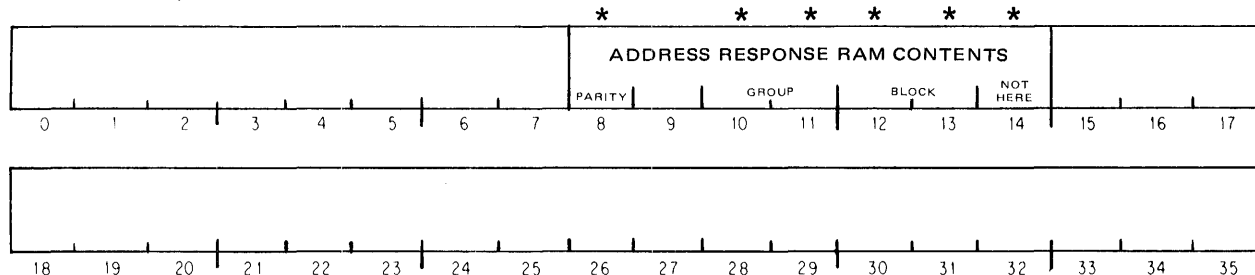 * * * * * *
ADDRESS RESPONSE RAM CONTENTS
PARITY GROUP BLOCK NOT HERE
0 1 2 3 4 5 6 7 8 9 10 11 12 13 14 15 16 17
18 19 20 21 22 23 24 25 26 27 28 29 30 31 32 33 34 35